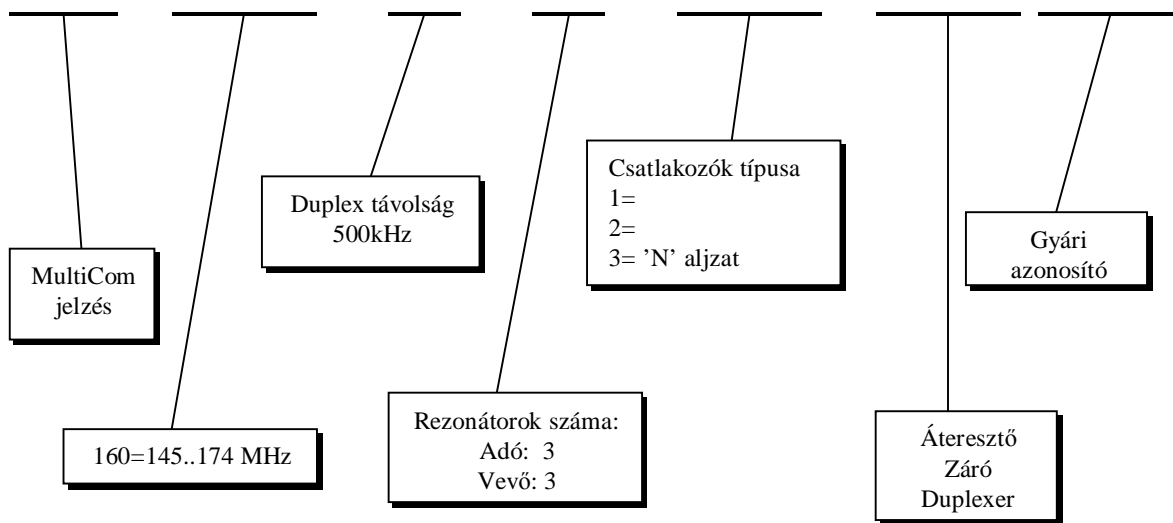 MultiCom
jelzés
160=145..174 MHz
Duplex távolság
500kHz
Rezonátorok száma:
Adó: 3
Vevő: 3
Csatlakozók típusa
1=
2=
3= ’N’ aljzat
Áteresztő
Záró
Duplexer
Gyári
azonosító